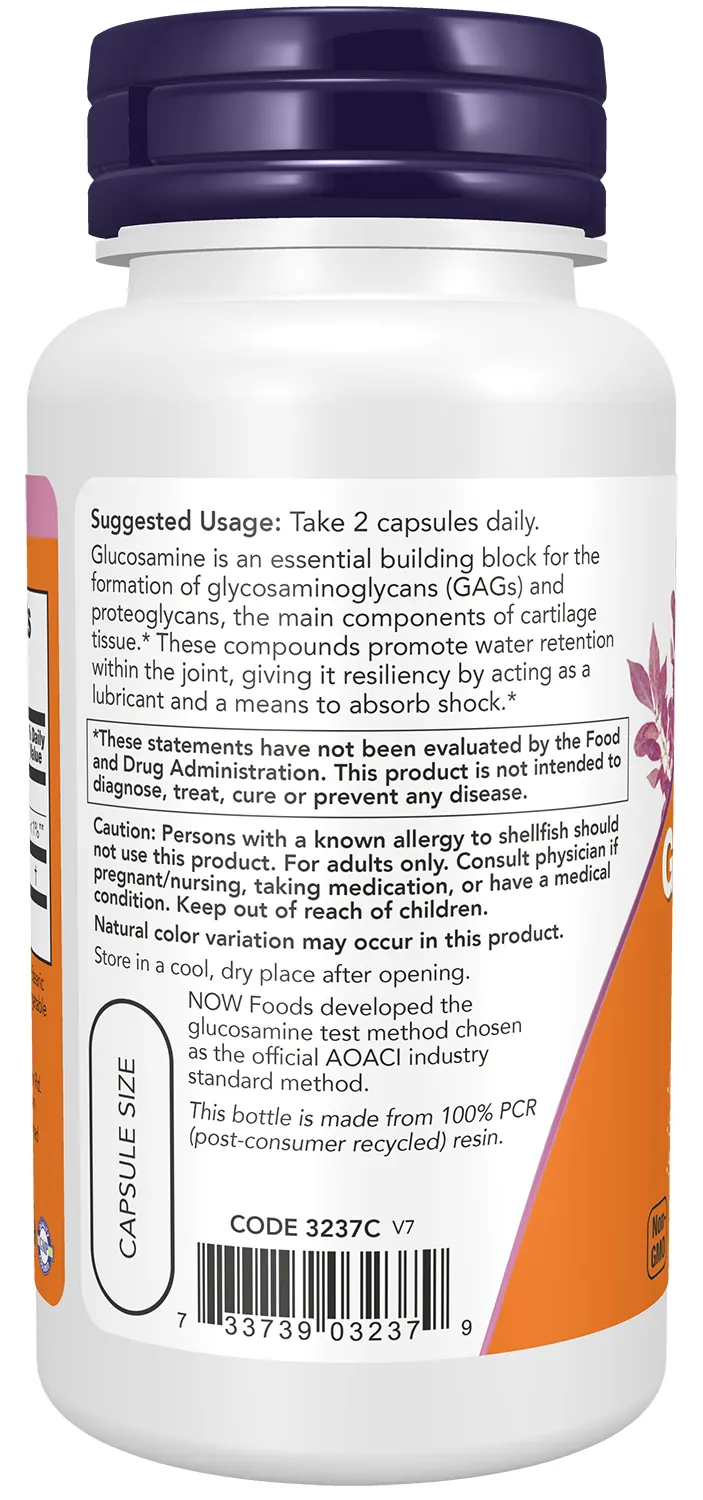 Suggested Usage: Take 2 capsules daily.
Glucosamine is an essential building block for the
formation of glycosaminoglycans (GAGs) and
proteoglycans, the main components of cartilage
tissue.* These compounds promote water retention
within the joint, giving it resiliency by acting as a
lubricant and a means to absorb shock.*
*These statements have not been evaluated by the Food
and Drug Administration. This product is not intended to
diagnose, treat, cure or prevent any disease.
Caution: Persons with a known allergy to shellfish should
not use this product. For adults only. Consult physician if
pregnant/nursing, taking medication, or have a medical
condition. Keep out of reach of children.
Natural color variation may occur in this product.
Store in a cool, dry place after opening.
NOW Foods developed the
glucosamine test method chosen
as the official AOACI industry
standard method.
This bottle is made from 100% PCR
(post-consumer recycled) resin.
CAPSULE SIZE
CODE 3237C V7
7 33739 03237 9
Daily
Value
Non-
GMO